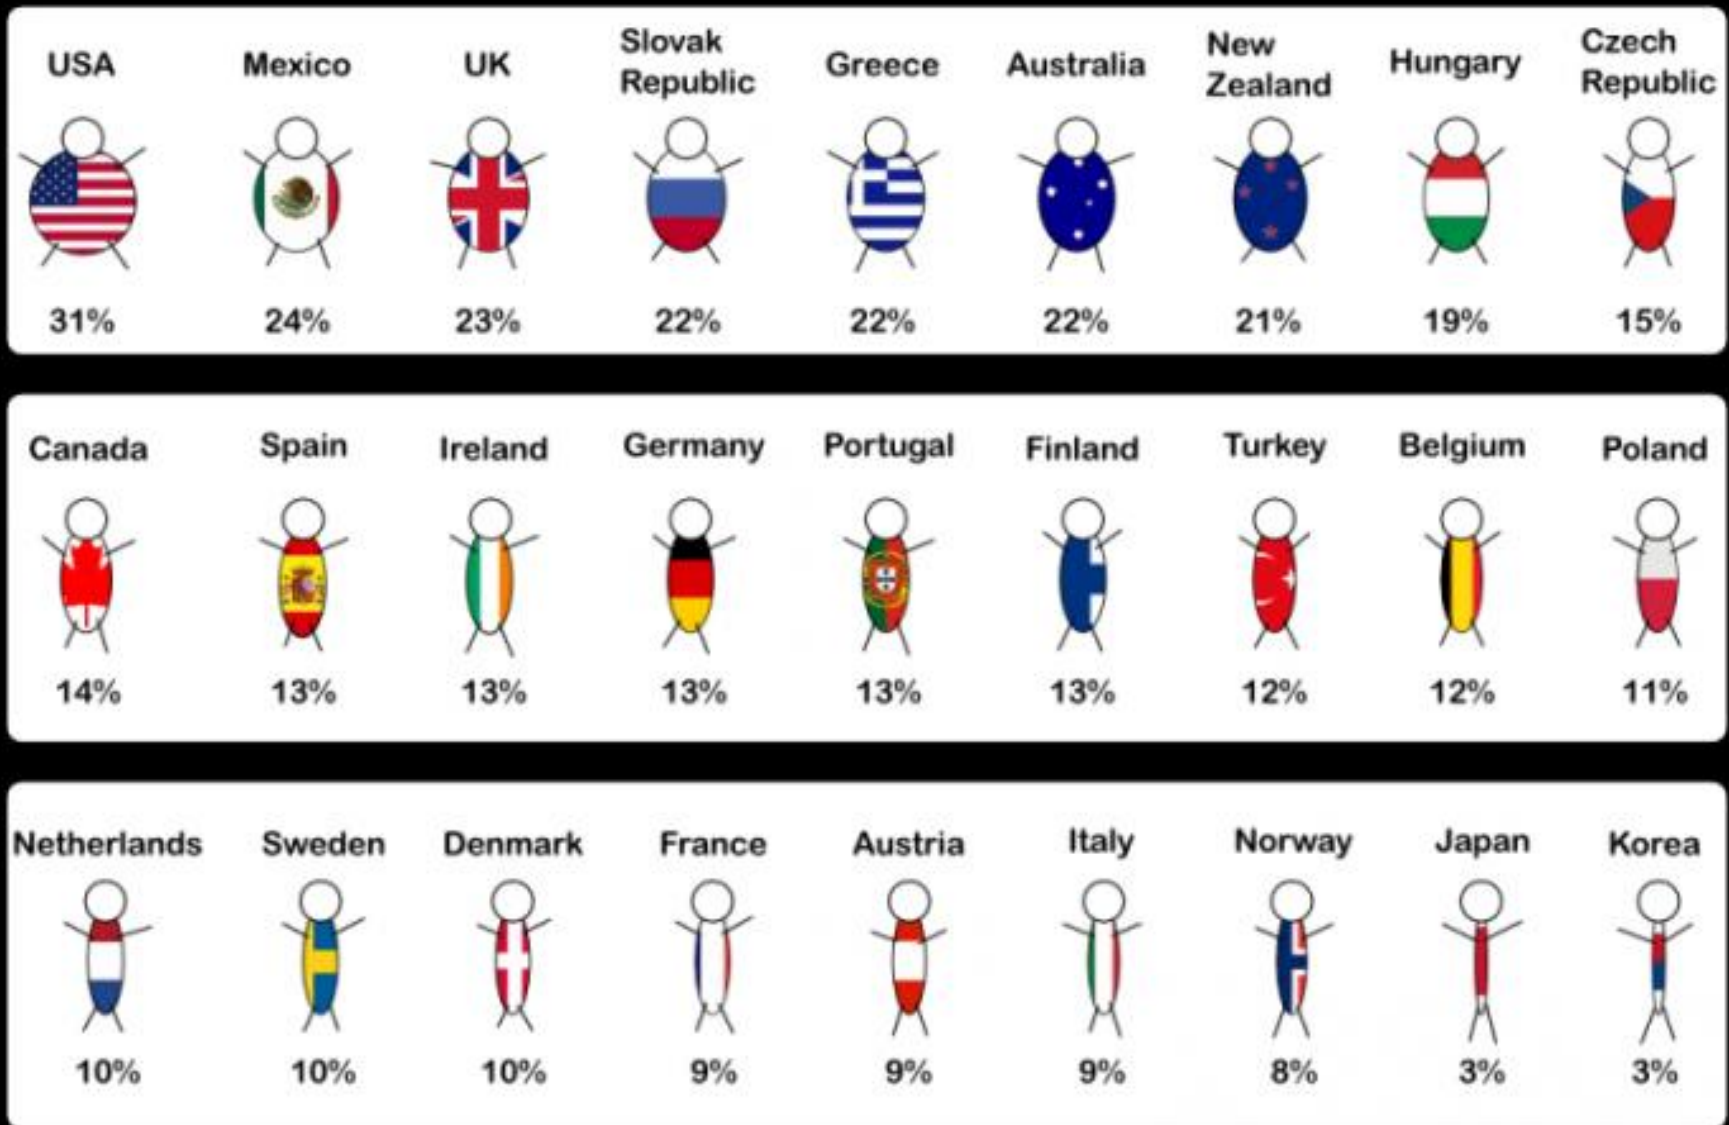 USA Mexico UK Slovak Republic Greece Australia New Zealand Hungary Czech Republic
31% 24% 23% 22% 22% 22% 21% 19% 15%
Canada Spain Ireland Germany Portugal Finland Turkey Belgium Poland
14% 13% 13% 13% 13% 13% 12% 12% 11%
Netherlands Sweden Denmark France Austria Italy Norway Japan Korea
10% 10% 10% 9% 9% 9% 8% 3% 3%